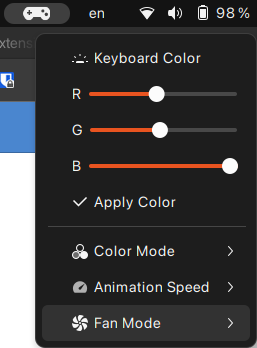 en 98 %
xtens
Keyboard Color
R
G
B
Apply Color
Color Mode
Animation Speed
Fan Mode